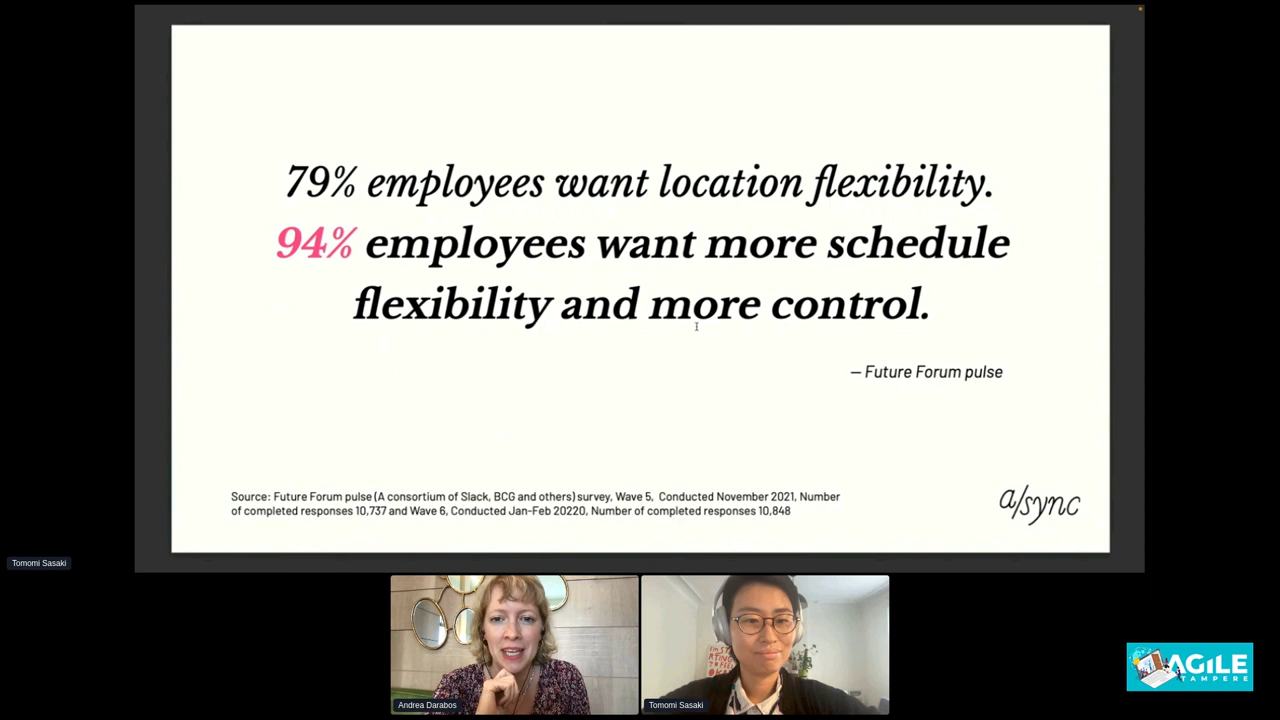 79% employees want location flexibility.
94% employees want more schedule
flexibility and more control.
– Future Forum pulse
Source: Future Forum pulse (A consortium of Slack, BCG and others) survey, Wave 5, Conducted November 2021, Number
of completed responses 10,737 and Wave 6, Conducted Jan-Feb 20220, Number of completed responses 10,848
a/sync
Tomomi Sasaki
Andrea Darabos
Tomomi Sasaki
AGILE
TAMPERE